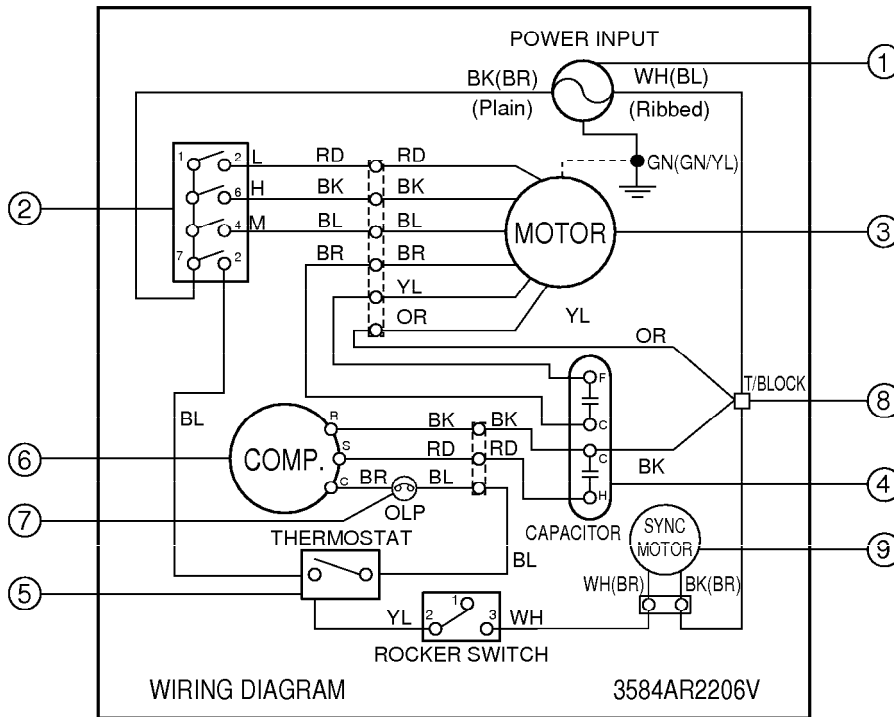 POWER INPUT
1
BK(BR)
WH(BL)
(Plain)
(Ribbed)
1
2
L
RD
RD
GN(GN/YL)
2
6
H
BK
BK
4
M
BL
BL
MOTOR
3
7
2
BR
BR
YL
YL
OR
OR
F
T/BLOCK
8
BL
C
R
BK
BK
C
6
COMP.
S
RD
RD
BK
C
BR
BL
H
4
7
OLP
CAPACITOR
SYNC
MOTOR
9
THERMOSTAT
BL
WH(BR)
BK(BR)
5
1
YL
2
3
WH
ROCKER SWITCH
WIRING DIAGRAM
3584AR2206V